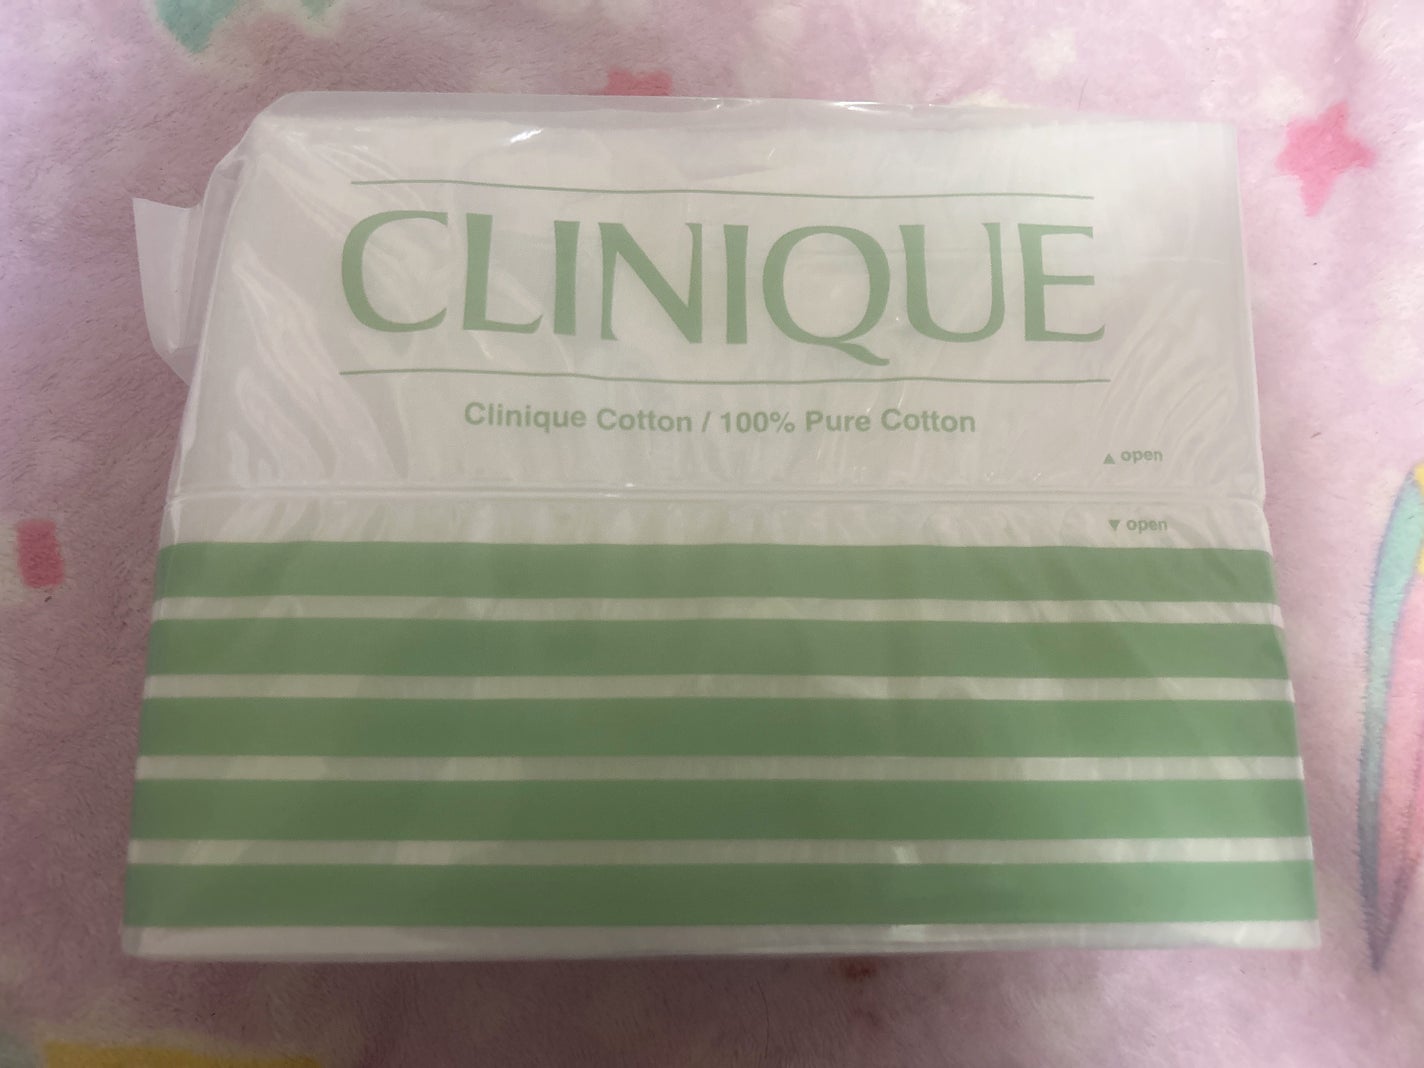 CLINIQUE
Clinique Cotton / 100% Pure Cotton
▲ open
▼ open